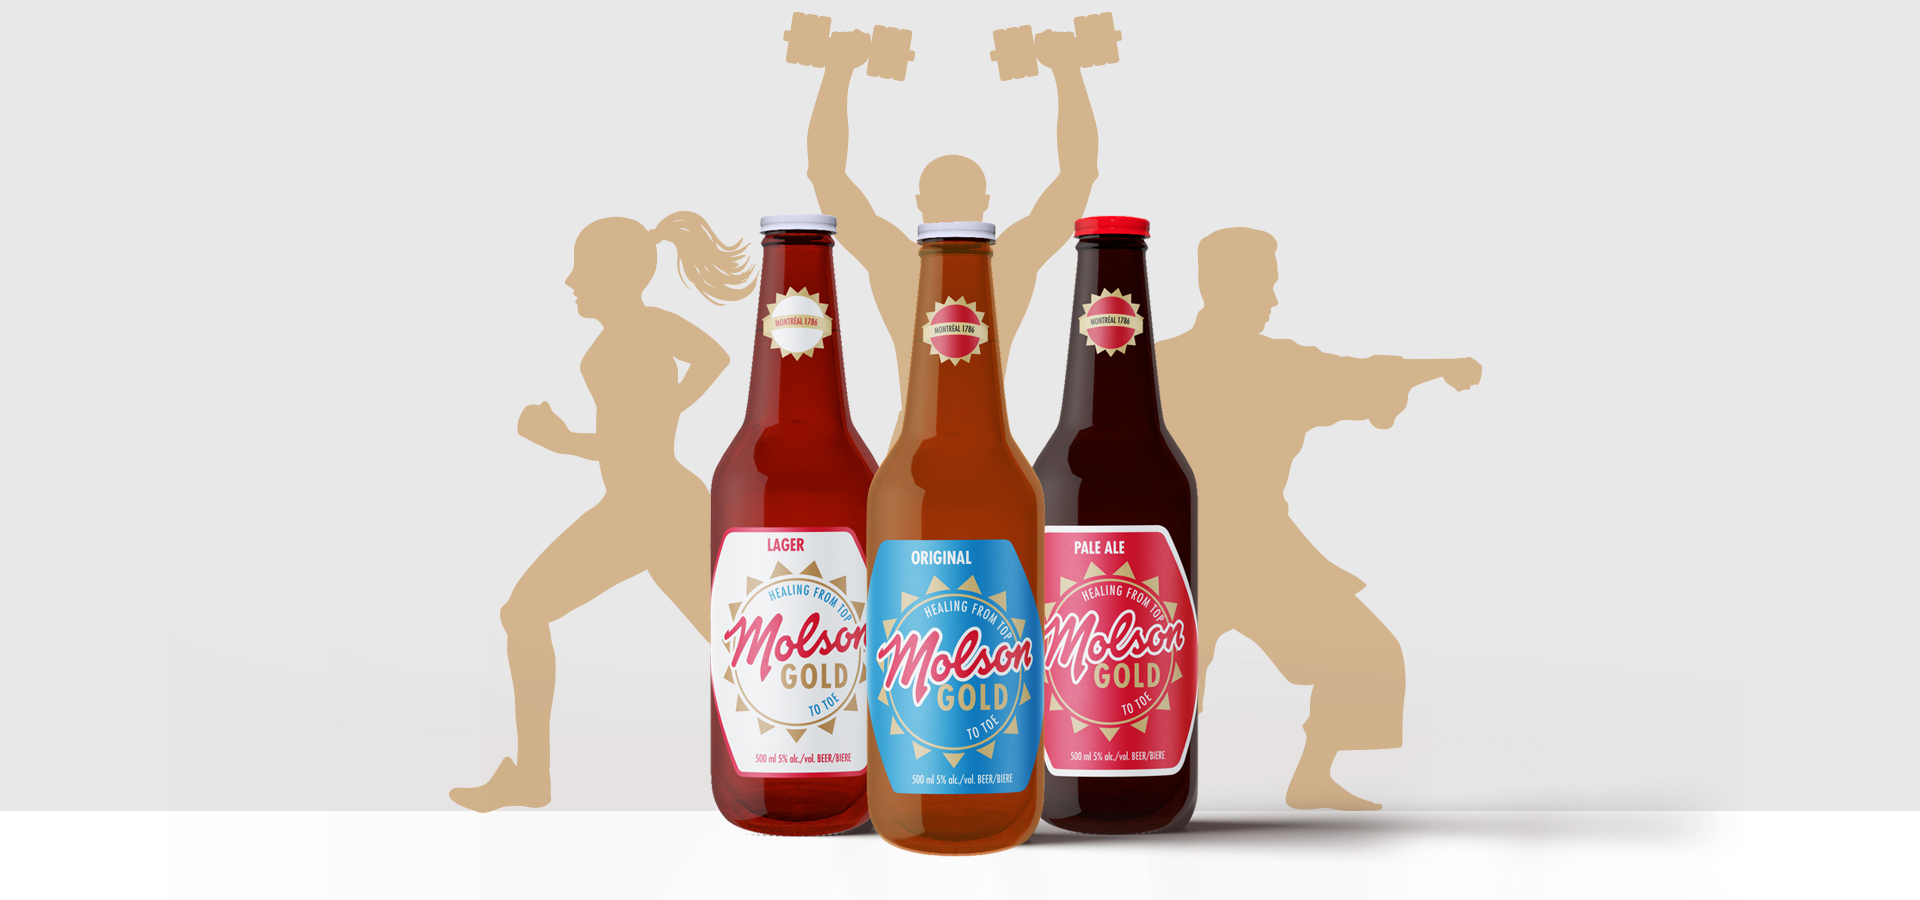 MONTRÉAL 1786
LAGER
HEALING FROM TOP
Molson
GOLD
TO TOE
500 ml 5% alc./vol. BEER/BIERE
MONTRÉAL 1786
ORIGINAL
HEALING FROM TOP
Molson
GOLD
TO TOE
500 ml 5% alc./vol. BEER/BIERE
MONTRÉAL 1786
PALE ALE
HEALING FROM TOP
Molson
GOLD
TO TOE
500 ml 5% alc./vol. BEER/BIERE